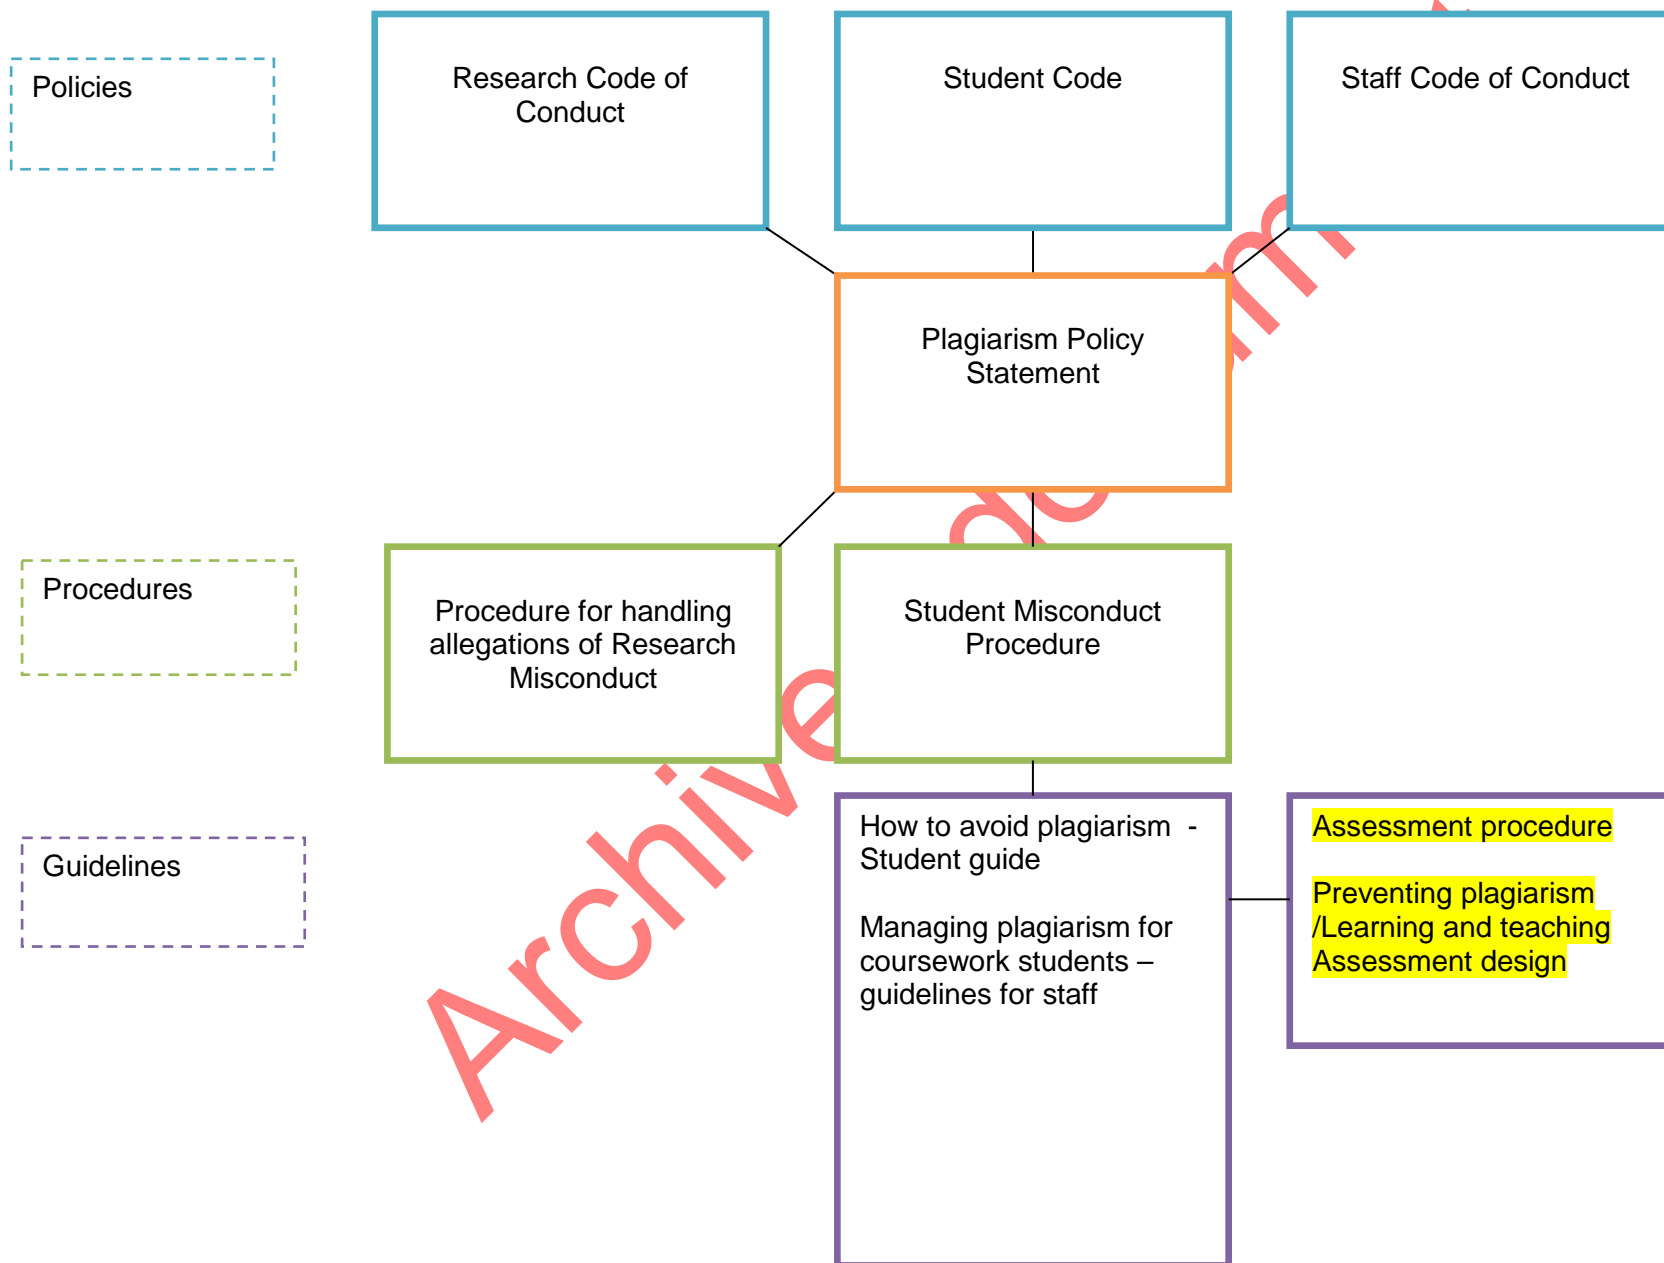 Policies
Research Code of
Conduct
Student Code
Staff Code of Conduct
Plagiarism Policy
Statement
Procedures
Procedure for handling
allegations of Research
Misconduct
Student Misconduct
Procedure
Guidelines
How to avoid plagiarism  -
Student guide
Managing plagiarism for
coursework students –
guidelines for staff
Assessment procedure
Preventing plagiarism
/Learning and teaching
Assessment design